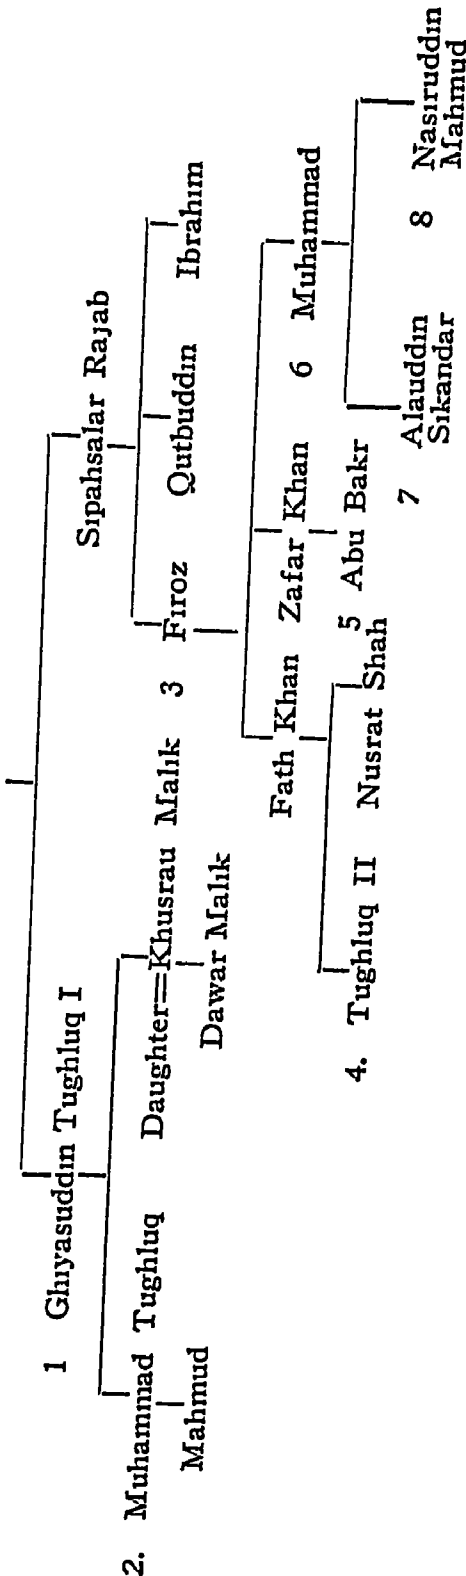 1 Ghiyasuddin Tughluq I
Sipahsalar Rajab
2. Muhammad Tughluq
Daughter=Khusrau Malik
3 Firoz
Qutbuddin
Ibrahim
Mahmud
Dawar Malik
Fath Khan
Zafar Khan
6 Muhammad
4. Tughluq II
Nusrat Shah
5 Abu Bakr
7 Alauddin
Sikandar
8 Nasiruddin
Mahmud